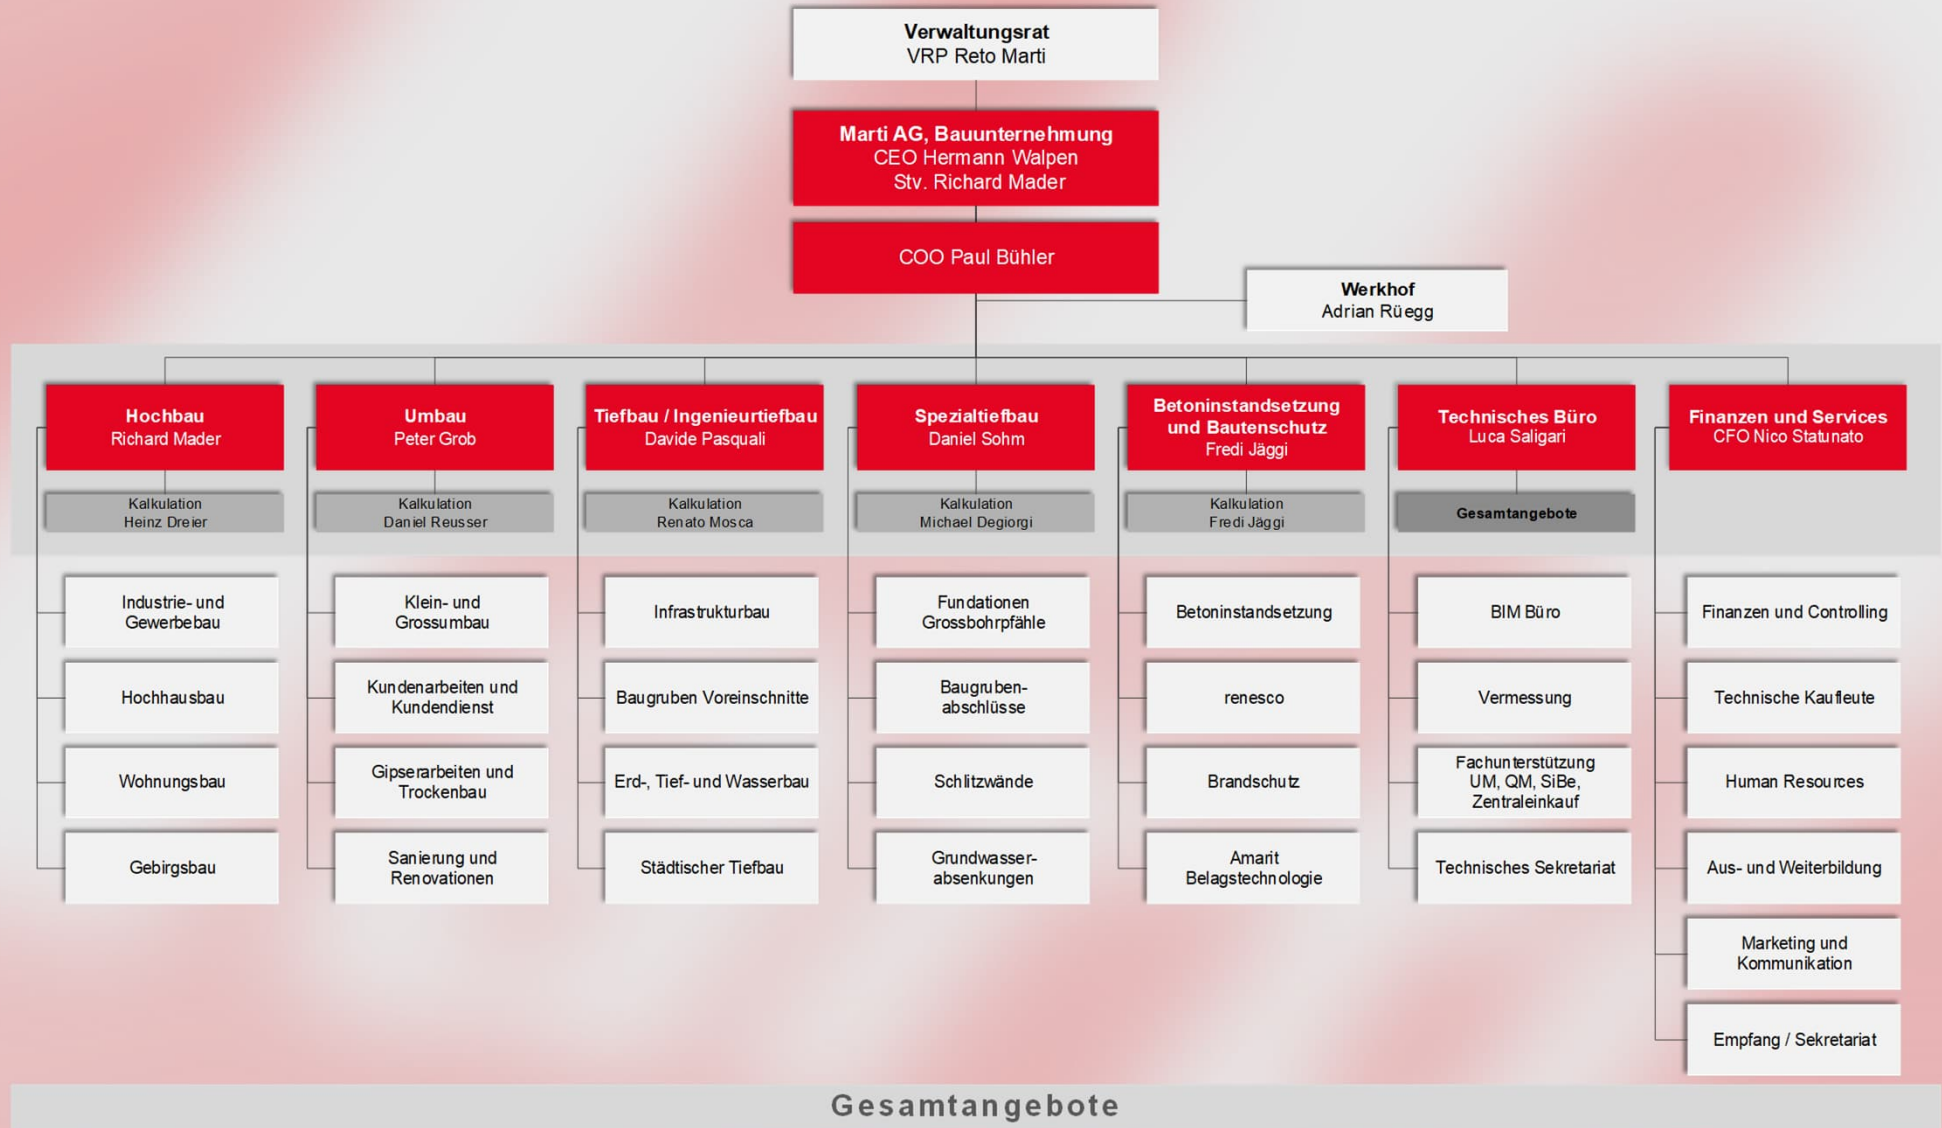 Verwaltungsrat
VRP Reto Marti
Marti AG, Bauunternehmung
CEO Hermann Walpen
Stv. Richard Mader
COO Paul Bühler
Werkhof
Adrian Rüegg
Hochbau
Richard Mader
Kalkulation
Heinz Dreier
Industrie- und
Gewerbebau
Hochhausbau
Wohnungsbau
Gebirgsbau
Umbau
Peter Grob
Kalkulation
Daniel Reusser
Klein- und
Grossumbau
Kundenarbeiten und
Kundendienst
Gipserarbeiten und
Trockenbau
Sanierung und
Renovationen
Tiefbau / Ingenieurtiefbau
Davide Pasquali
Kalkulation
Renato Mosca
Infrastrukturbau
Baugruben Voreinschnitte
Erd-, Tief- und Wasserbau
Städtischer Tiefbau
Spezialtiefbau
Daniel Sohm
Kalkulation
Michael Degiorgi
Fundationen
Grossbohrpfähle
Baugruben-
abschlüsse
Schlitzwände
Grundwasser-
absenkungen
Betoninstandsetzung
und Bautenschutz
Fredi Jäggi
Kalkulation
Fredi Jäggi
Betoninstandsetzung
renesco
Brandschutz
Amarit
Belagstechnologie
Technisches Büro
Luca Saligari
Gesamtangebote
BIM Büro
Vermessung
Fachunterstützung
UM, QM, SiBe,
Zentraleinkauf
Technisches Sekretariat
Finanzen und Services
CFO Nico Statunato
Finanzen und Controlling
Technische Kaufleute
Human Resources
Aus- und Weiterbildung
Marketing und
Kommunikation
Empfang / Sekretariat
Gesamtangebote